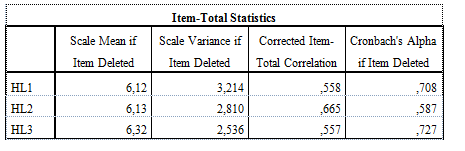 Item-Total Statistics
Scale Mean if Item Deleted Scale Variance if Item Deleted Corrected Item-Total Correlation Cronbach's Alpha if Item Deleted
HL1 6,12 3,214 ,558 ,708
HL2 6,13 2,810 ,665 ,587
HL3 6,32 2,536 ,557 ,727